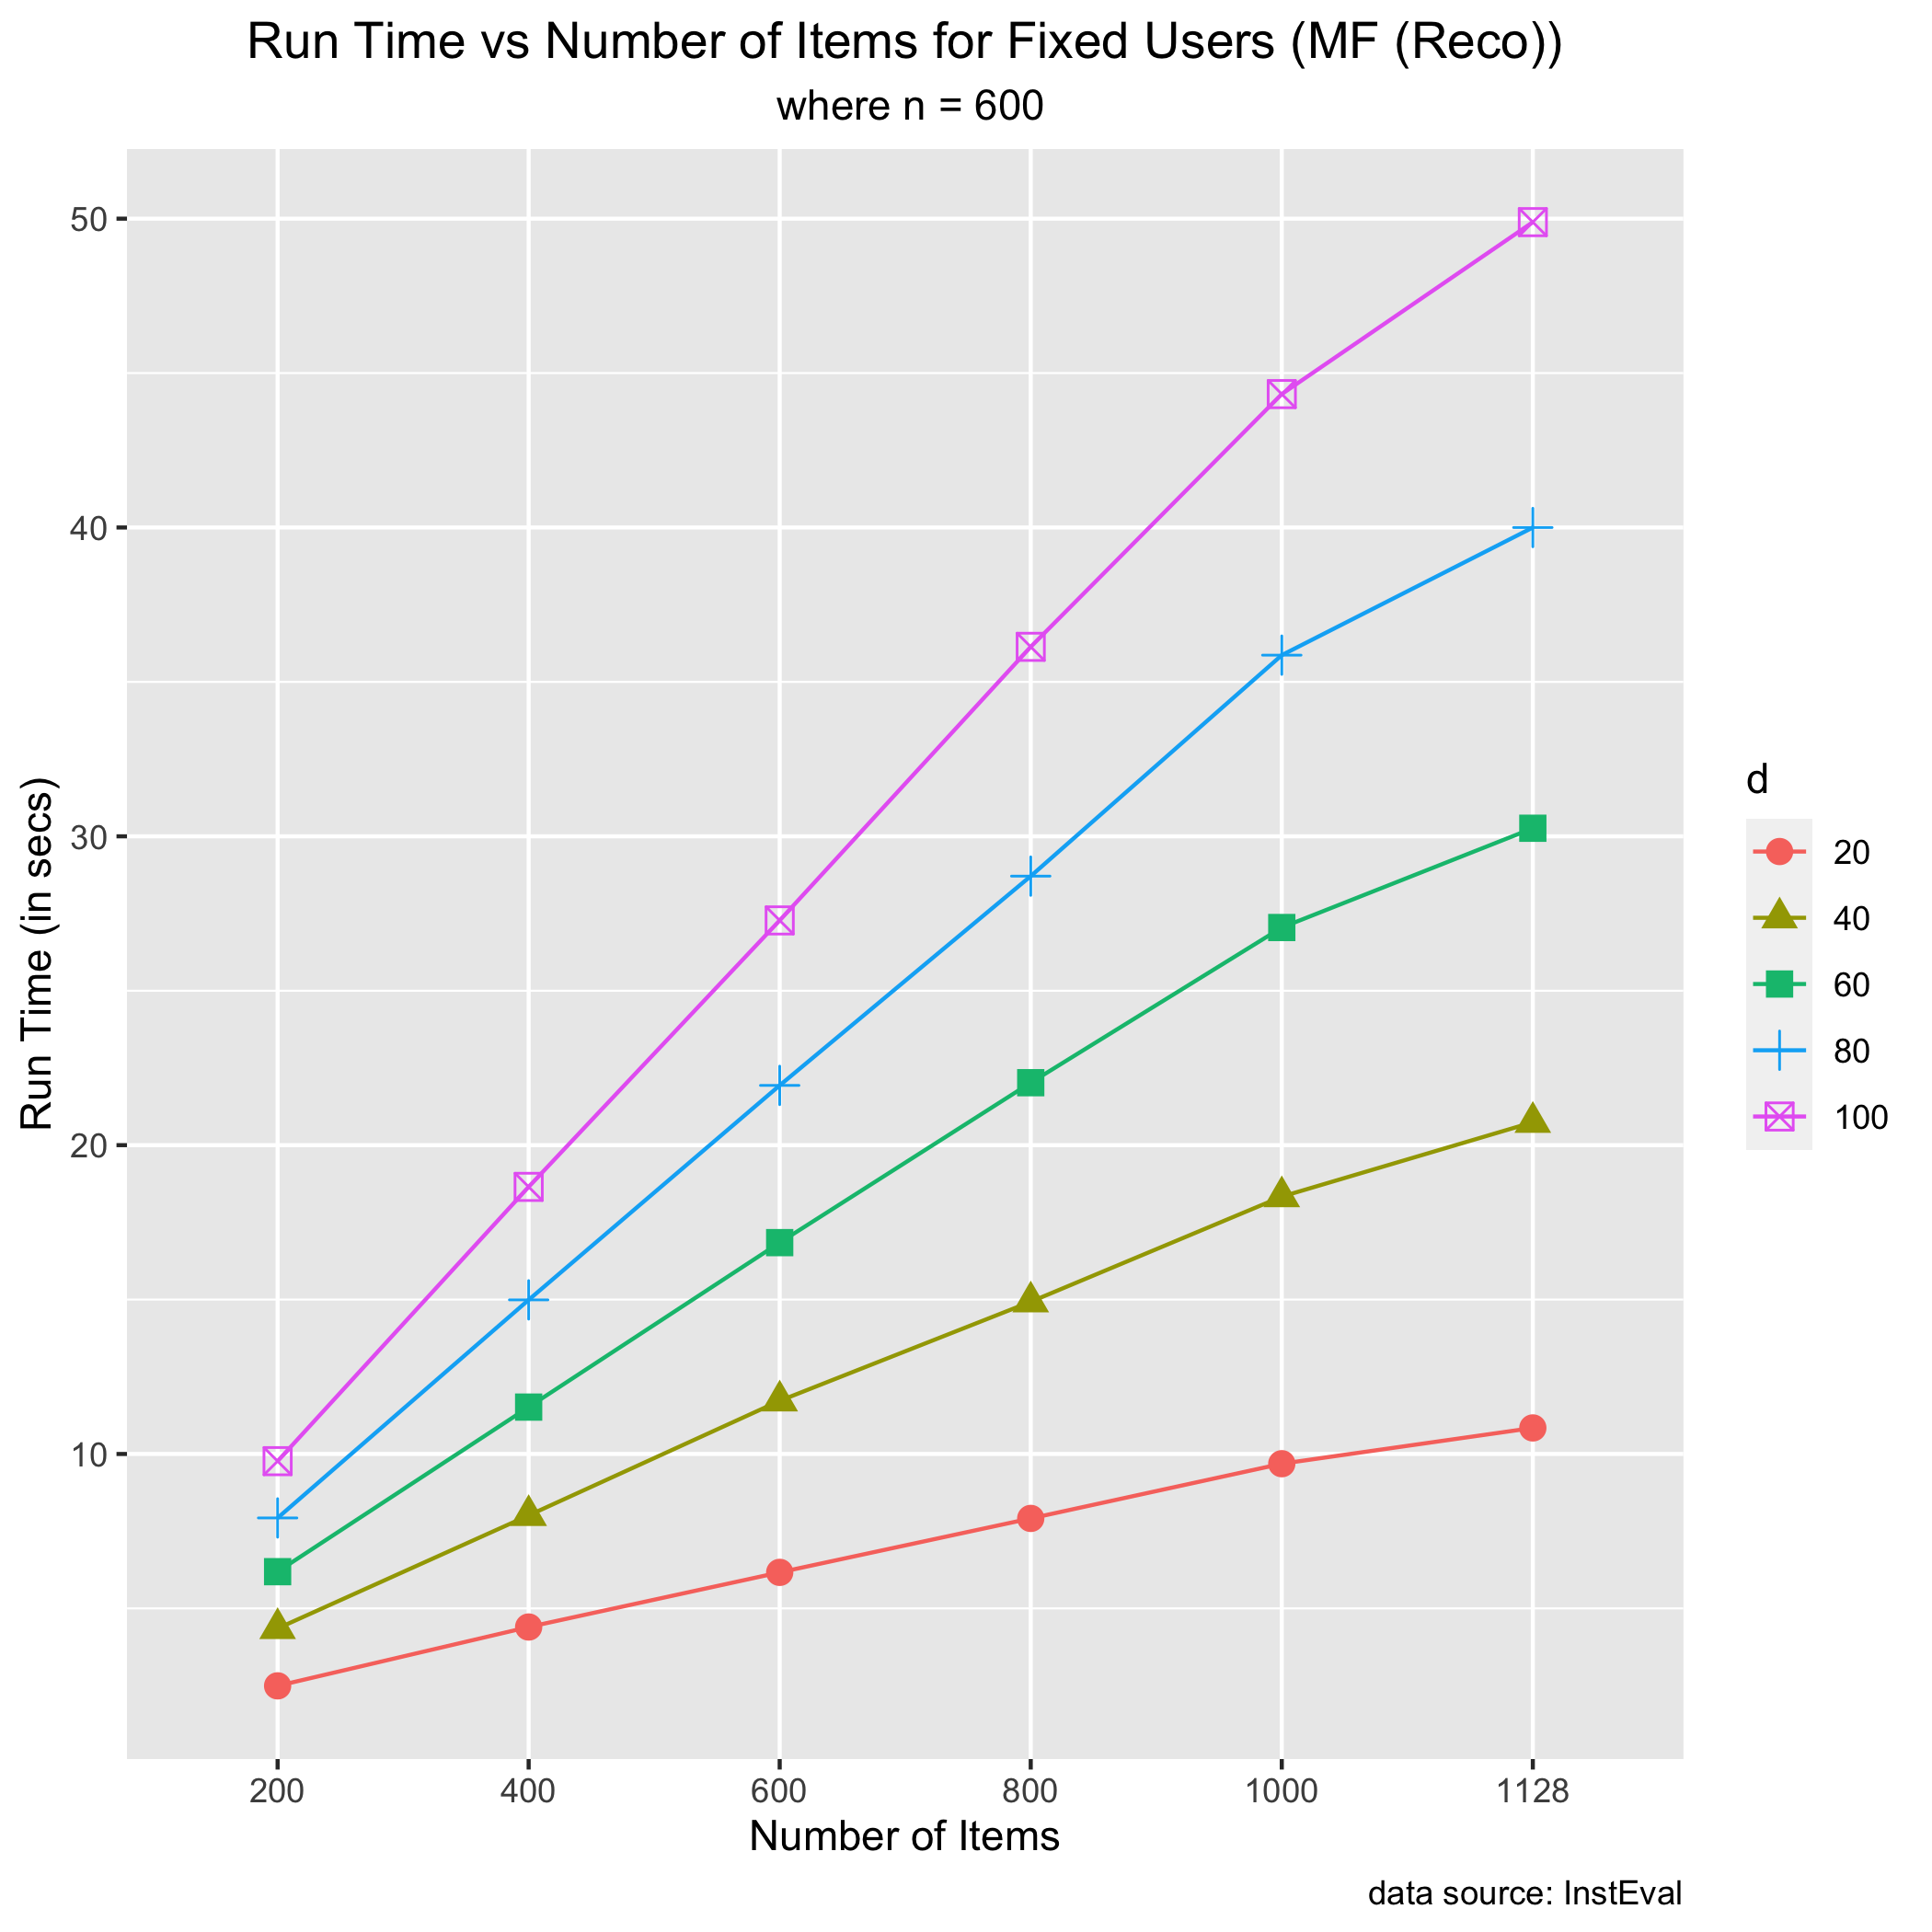 Run Time vs Number of Items for Fixed Users (MF (Reco))
where n = 600
Run Time (in secs)
50
40
30
20
10
200 400 600 800 1000 1128
Number of Items
d
20
40
60
80
100
data source: InstEval